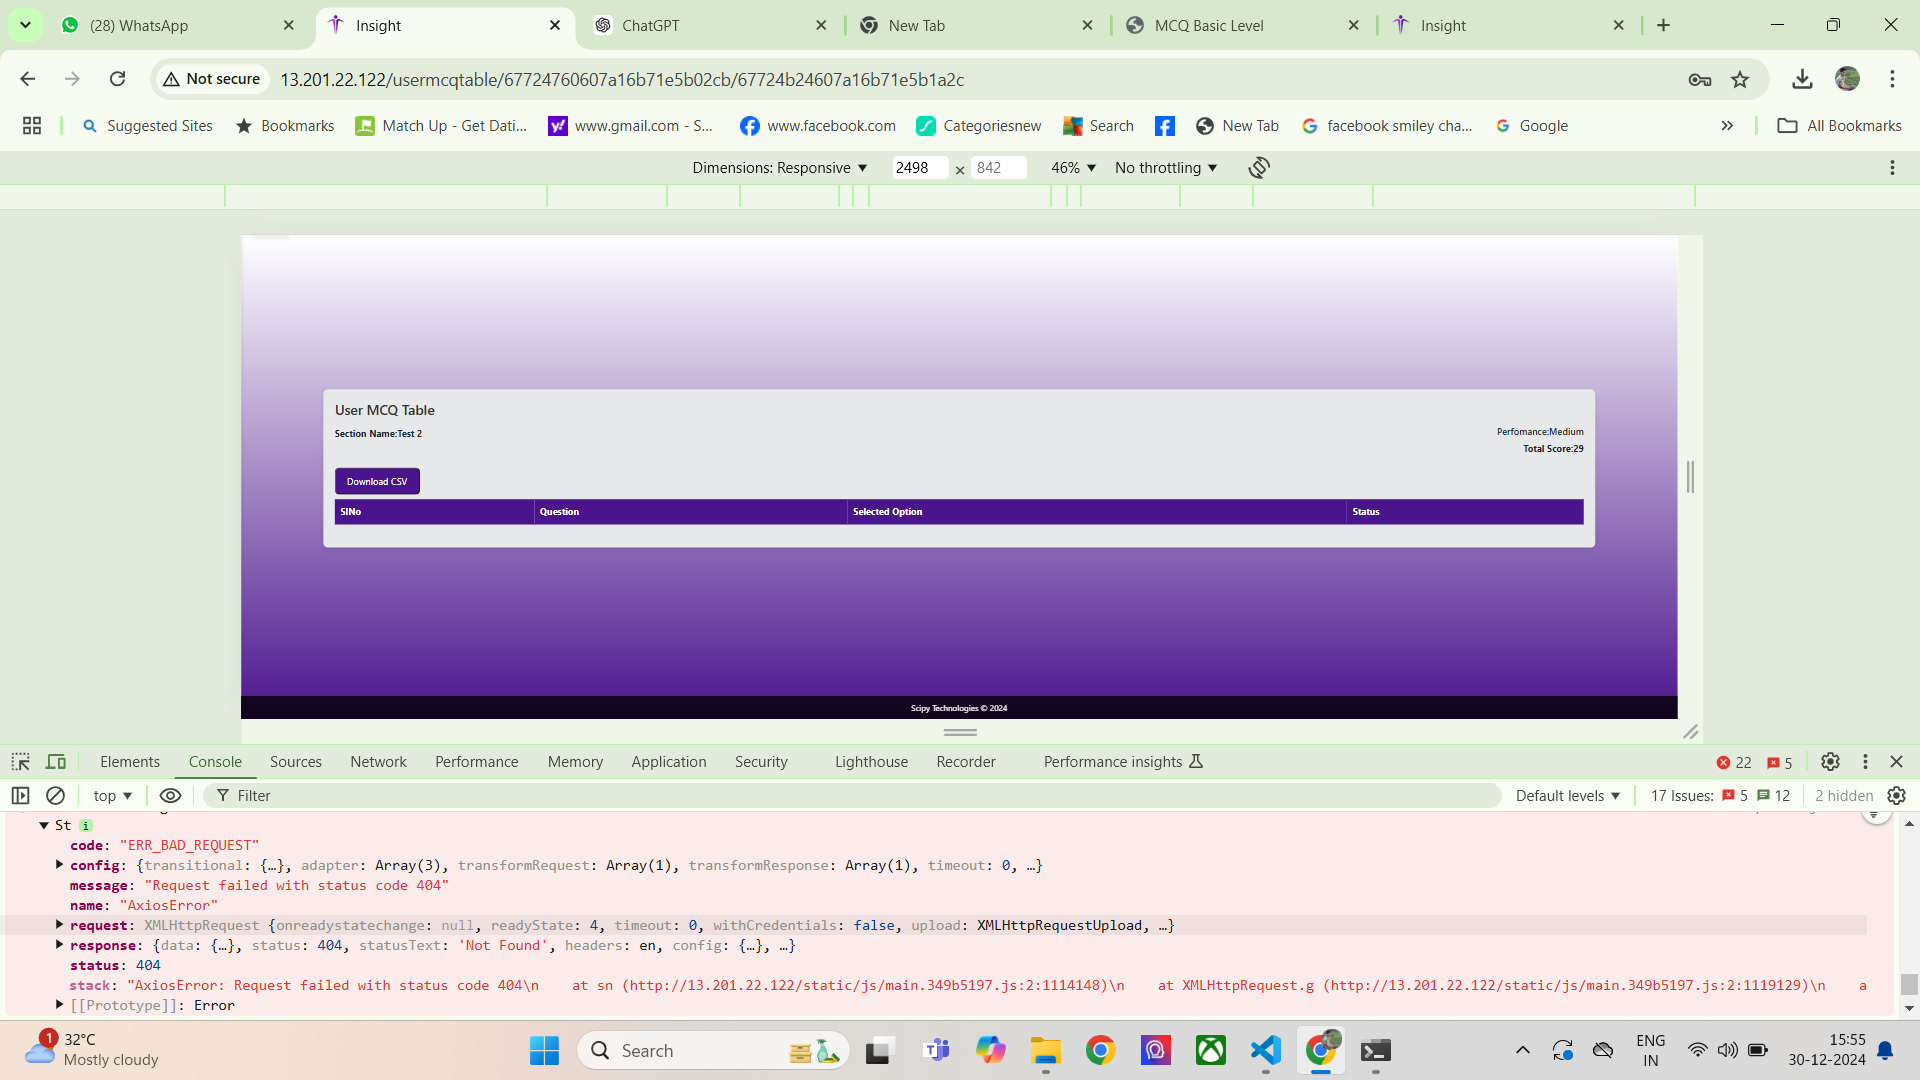 (28) WhatsApp
Insight
ChatGPT
New Tab
MCQ Basic Level
Insight
Not secure
13.201.22.122/usermcqtable/67724760607a16b71e5b02cb/67724b24607a16b71e5b1a2c
Suggested Sites
Bookmarks
Match Up - Get Dati...
www.gmail.com - S...
www.facebook.com
Categoriesnew
Search
New Tab
facebook smiley cha...
Google
All Bookmarks
Dimensions: Responsive
2498 × 842
46%
No throttling
User MCQ Table
Section Name:Test 2
Perfomance:Medium
Total Score:29
Download CSV
SlNo Question Selected Option Status
Scipy Technologies © 2024
Elements Console Sources Network Performance Memory Application Security Lighthouse Recorder Performance insights
22 5
top
Filter
Default levels
17 Issues: 5 12
2 hidden
St i
code: "ERR_BAD_REQUEST"
config: {transitional: {…}, adapter: Array(3), transformRequest: Array(1), transformResponse: Array(1), timeout: 0, …}
message: "Request failed with status code 404"
name: "AxiosError"
request: XMLHttpRequest {onreadystatechange: null, readyState: 4, timeout: 0, withCredentials: false, upload: XMLHttpRequestUpload, …}
response: {data: {…}, status: 404, statusText: 'Not Found', headers: en, config: {…}, …}
status: 404
stack: "AxiosError: Request failed with status code 404\n    at sn (http://13.201.22.122/static/js/main.349b5197.js:2:1114148)\n    at XMLHttpRequest.g (http://13.201.22.122/static/js/main.349b5197.js:2:1119129)\n    a
[[Prototype]]: Error
1
32°C
Mostly cloudy
Search
ENG
IN
15:55
30-12-2024